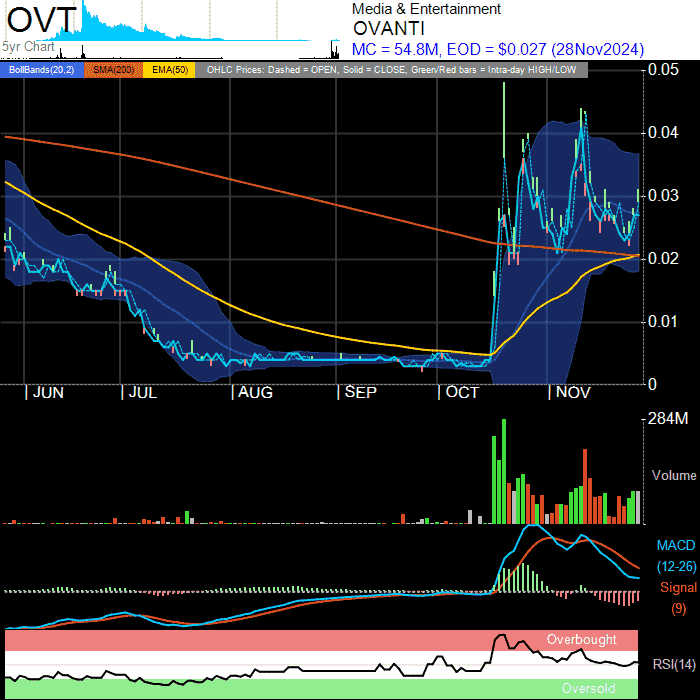 OVT
5yr Chart
Media & Entertainment
OVANTI
MC = 54.8M, EOD = $0.027 (28Nov2024)
BollBands(20,2) SMA(200) EMA(50) OHLC Prices: Dashed = OPEN, Solid = CLOSE, Green/Red bars = Intra-day HIGH/LOW
0.05
0.04
0.03
0.02
0.01
0
JUN JUL AUG SEP OCT NOV
284M
Volume
MACD
(12-26)
Signal
(9)
Overbought
RSI(14)
Oversold